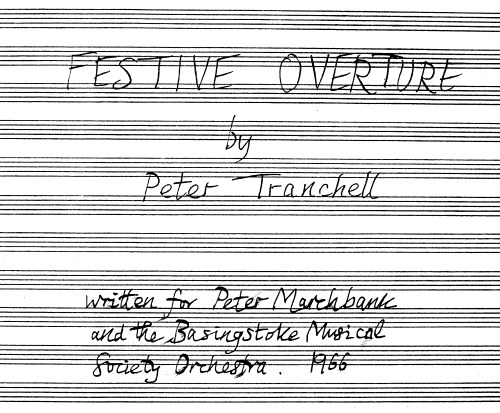 FESTIVE OVERTURE
by
Peter Tranchell
written for Peter Marchbank
and the Basingstoke Musical
Society Orchestra. 1966